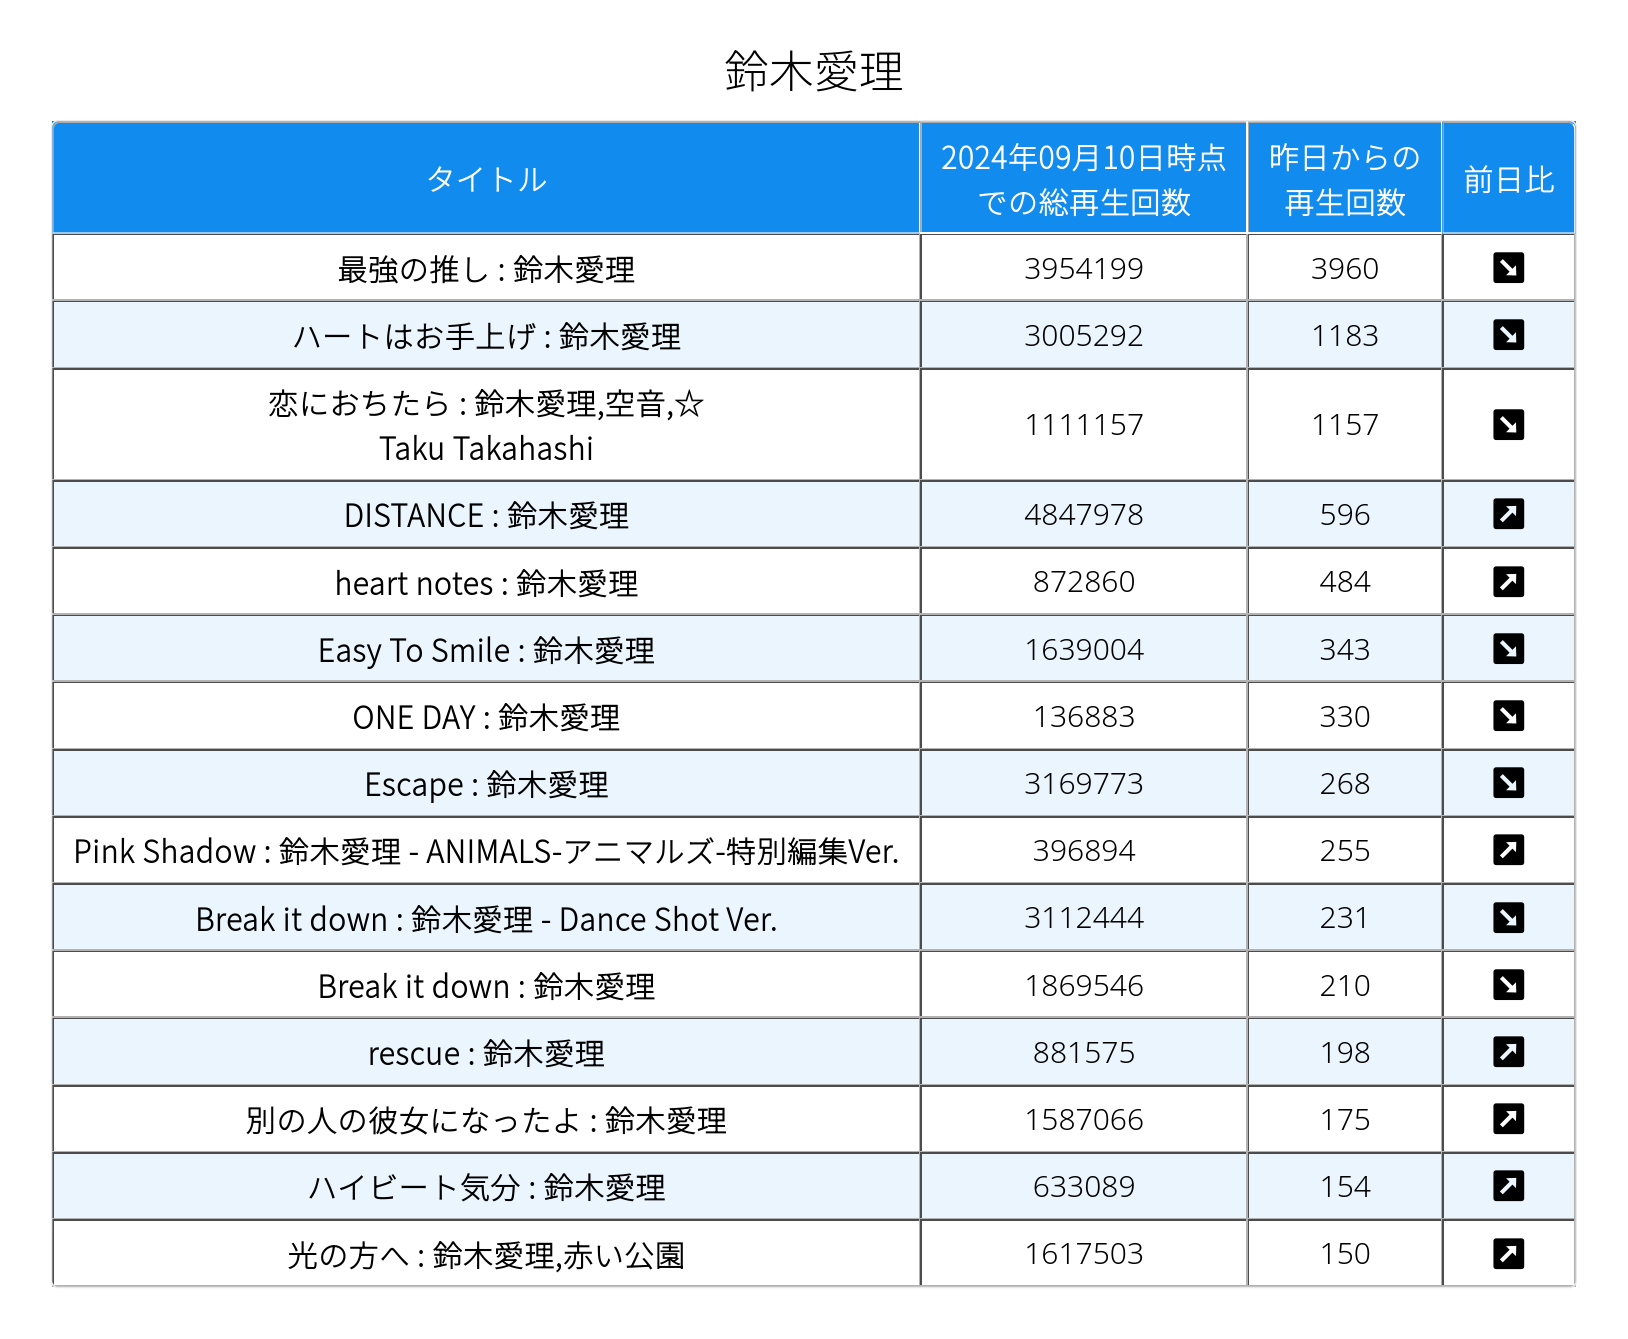 鈴木愛理
タイトル
2024年09月10日時点
での総再生回数
昨日からの
再生回数
前日比
最強の推し : 鈴木愛理 3954199 3960
ハートはお手上げ : 鈴木愛理 3005292 1183
恋におちたら : 鈴木愛理,空音,☆
Taku Takahashi
1111157 1157
DISTANCE : 鈴木愛理 4847978 596
heart notes : 鈴木愛理 872860 484
Easy To Smile : 鈴木愛理 1639004 343
ONE DAY : 鈴木愛理 136883 330
Escape : 鈴木愛理 3169773 268
Pink Shadow : 鈴木愛理 - ANIMALS-アニマルズ-特別編集Ver. 396894 255
Break it down : 鈴木愛理 - Dance Shot Ver. 3112444 231
Break it down : 鈴木愛理 1869546 210
rescue : 鈴木愛理 881575 198
別の人の彼女になったよ : 鈴木愛理 1587066 175
ハイビート気分 : 鈴木愛理 633089 154
光の方へ : 鈴木愛理,赤い公園 1617503 150